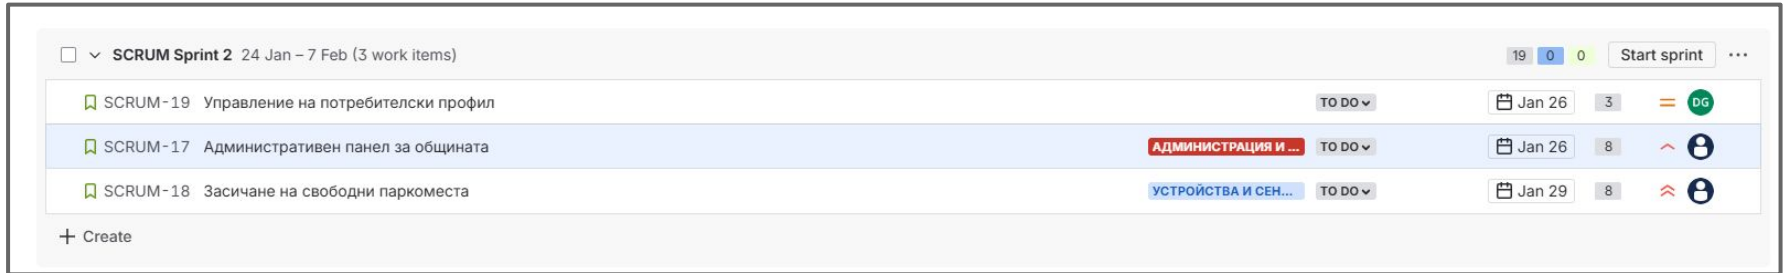 SCRUM Sprint 2 24 Jan – 7 Feb (3 work items) 19 0 0 Start sprint ...
SCRUM-19 Управление на потребителски профил TO DO Jan 26 3 DG
SCRUM-17 Административен панел за общината АДМИНИСТРАЦИЯ И ... TO DO Jan 26 8
SCRUM-18 Засичане на свободни паркоместа УСТРОЙСТВА И СЕН... TO DO Jan 29 8
+ Create